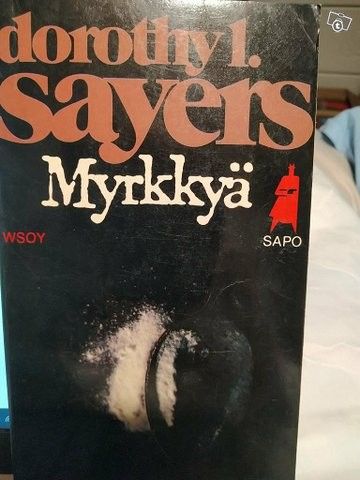 dorothy l.
sayers
Myrkkyä
WSOY
SAPO